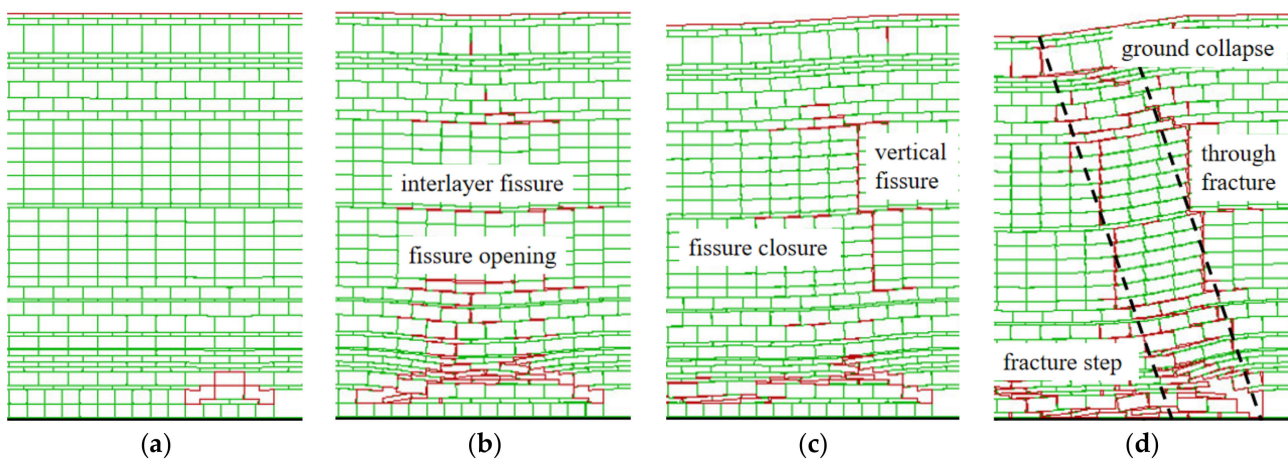 ground collapse
interlayer fissure
vertical
fissure
through
fracture
fissure opening
fissure closure
fracture step
(a)
(b)
(c)
(d)